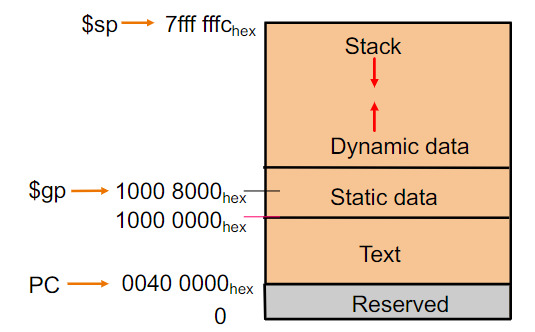 $sp 7fff fffc hex
Stack
Dynamic data
$gp 1000 8000 hex
Static data
1000 0000 hex
Text
PC 0040 0000 hex
Reserved
0